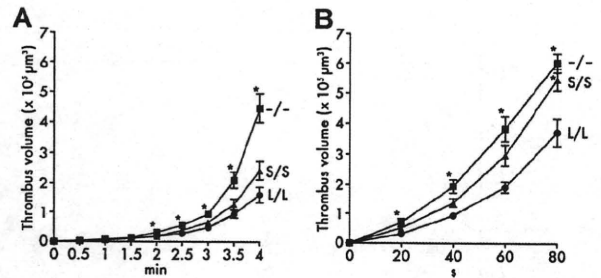 A
Thrombus volume (x 10⁵ µm³)
7
6
5
4
3
2
1
0
* * * * *
-/-
S/S
L/L
0 0.5 1 1.5 2 2.5 3 3.5 4
min
B
Thrombus volume (x 10⁵ µm³)
7
6
5
4
3
2
1
0
* * * * *
-/-
S/S
L/L
0 20 40 60 80
s